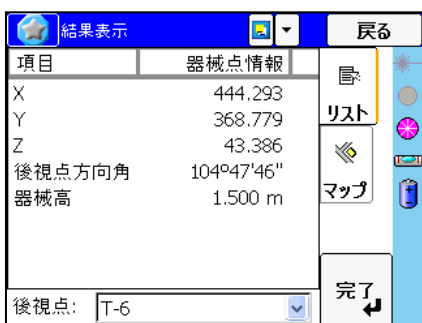 結果表示
戻る
項目 器械点情報
X 444.293
Y 368.779
Z 43.386
後視点方向角 104º47'46"
器械高 1.500 m
リスト
マップ
後視点: T-6
完了